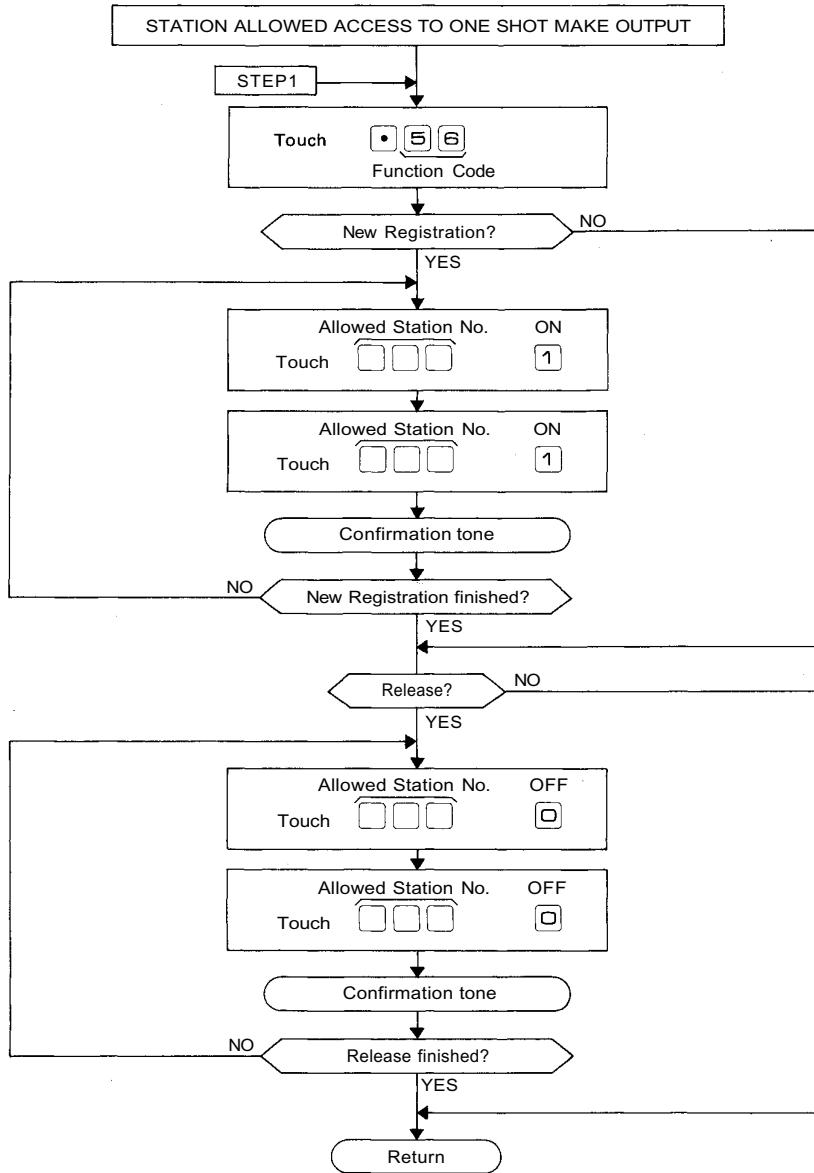 STATION ALLOWED ACCESS TO ONE SHOT MAKE OUTPUT
STEP1
Touch • 5 6
Function Code
New Registration?
NO
YES
Allowed Station No. ON
Touch 1
Allowed Station No. ON
Touch 1
Confirmation tone
NO
New Registration finished?
YES
Release?
NO
YES
Allowed Station No. OFF
Touch 0
Allowed Station No. OFF
Touch 0
Confirmation tone
NO
Release finished?
YES
Return